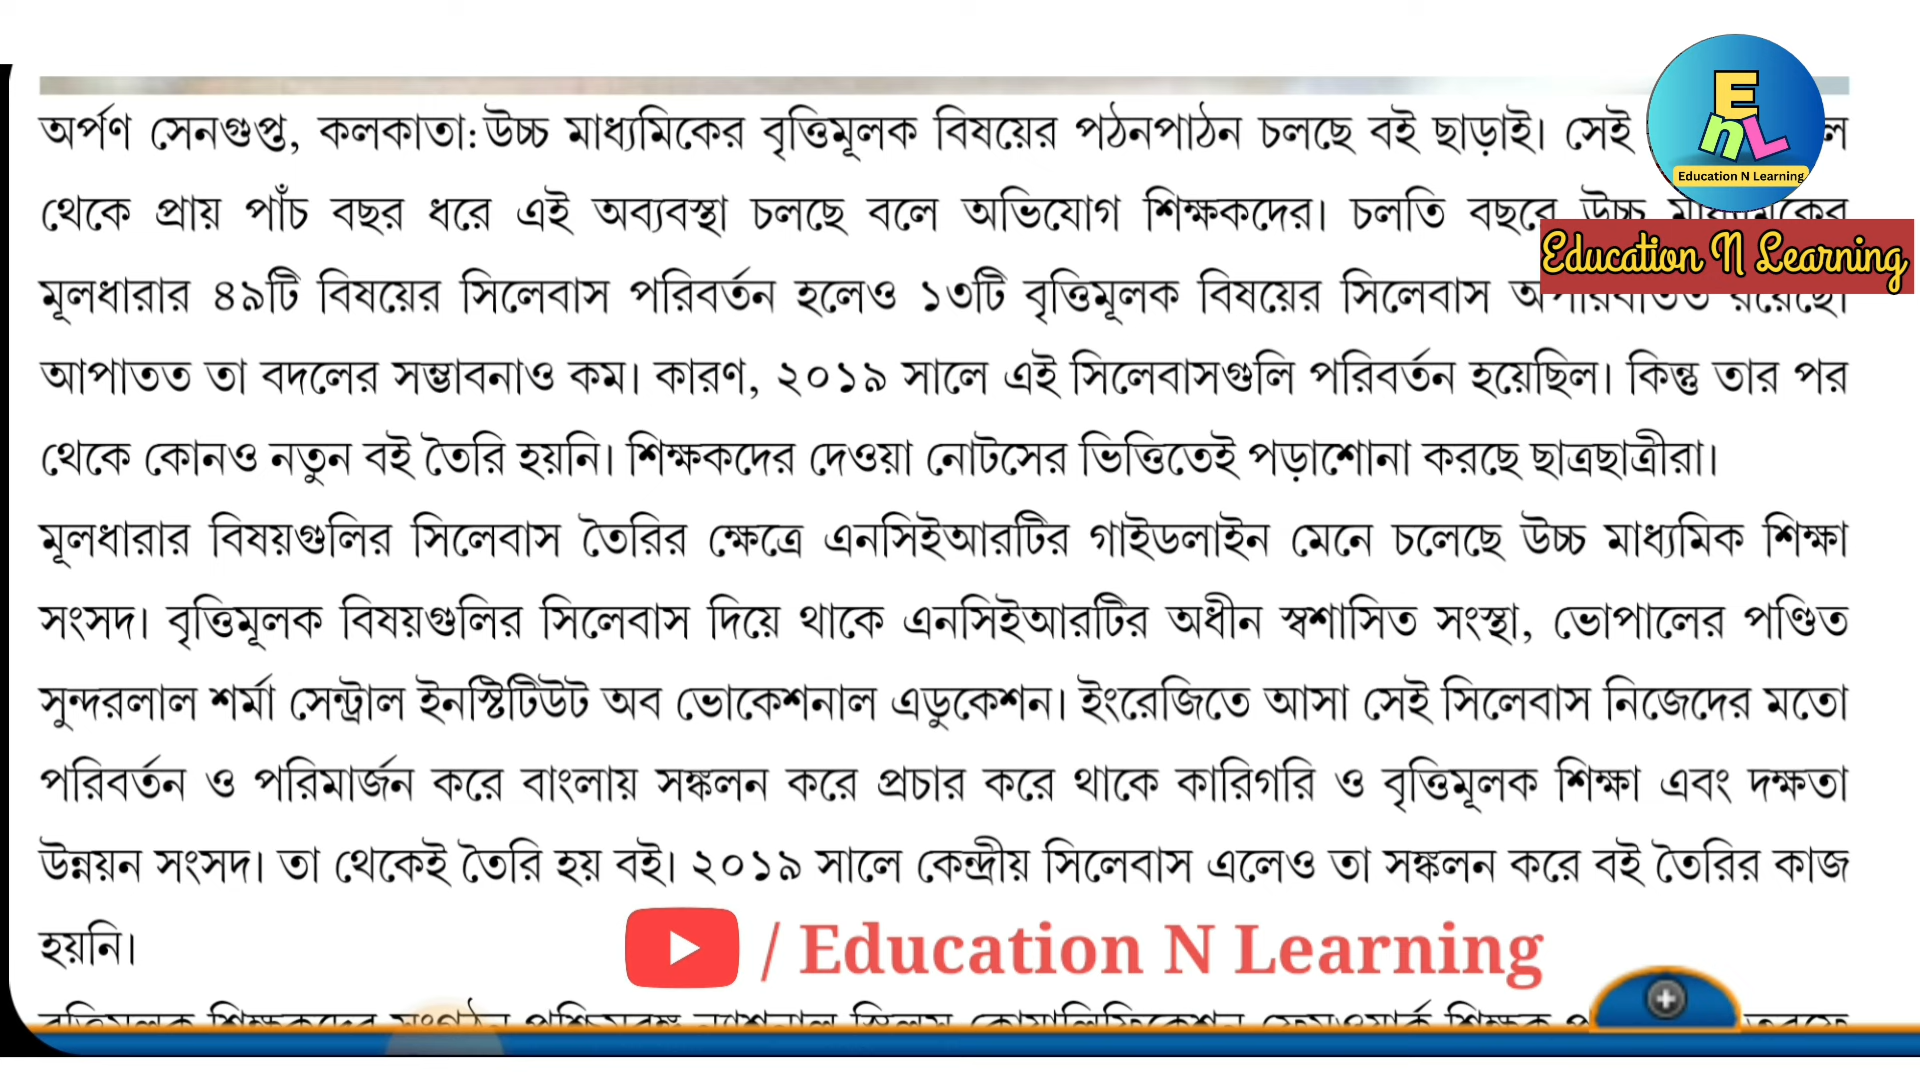 অর্পণ সেনগুপ্ত, কলকাতা: উচ্চ মাধ্যমিকের বৃত্তিমূলক বিষয়ের পঠনপাঠন চলছে বই ছাড়াই। সেই
থেকে প্রায় পাঁচ বছর ধরে এই অব্যবস্থা চলছে বলে অভিযোগ শিক্ষকদের। চলতি বছরে উচ্চ মাধ্যমিকের
মূলধারার ৪৯টি বিষয়ের সিলেবাস পরিবর্তন হলেও ১৩টি বৃত্তিমূলক বিষয়ের সিলেবাস অপরিবর্তিত রয়েছে।
আপাতত তা বদলের সম্ভাবনাও কম। কারণ, ২০১৯ সালে এই সিলেবাসগুলি পরিবর্তন হয়েছিল। কিন্তু তার পর
থেকে কোনও নতুন বই তৈরি হয়নি। শিক্ষকদের দেওয়া নোটসের ভিত্তিতেই পড়াশোনা করছে ছাত্রছাত্রীরা।
মূলধারার বিষয়গুলির সিলেবাস তৈরির ক্ষেত্রে এনসিইআরটির গাইডলাইন মেনে চলেছে উচ্চ মাধ্যমিক শিক্ষা
সংসদ। বৃত্তিমূলক বিষয়গুলির সিলেবাস দিয়ে থাকে এনসিইআরটির অধীন স্বশাসিত সংস্থা, ভোপালের পণ্ডিত
সুন্দরলাল শর্মা সেন্ট্রাল ইনস্টিটিউট অব ভোকেশনাল এডুকেশন। ইংরেজিতে আসা সেই সিলেবাস নিজেদের মতো
পরিবর্তন ও পরিমার্জন করে বাংলায় সঙ্কলন করে প্রচার করে থাকে কারিগরি ও বৃত্তিমূলক শিক্ষা এবং দক্ষতা
উন্নয়ন সংসদ। তা থেকেই তৈরি হয় বই। ২০১৯ সালে কেন্দ্রীয় সিলেবাস এলেও তা সঙ্কলন করে বই তৈরির কাজ
হয়নি।
E
n L
Education N Learning
Education N Learning
/ Education N Learning